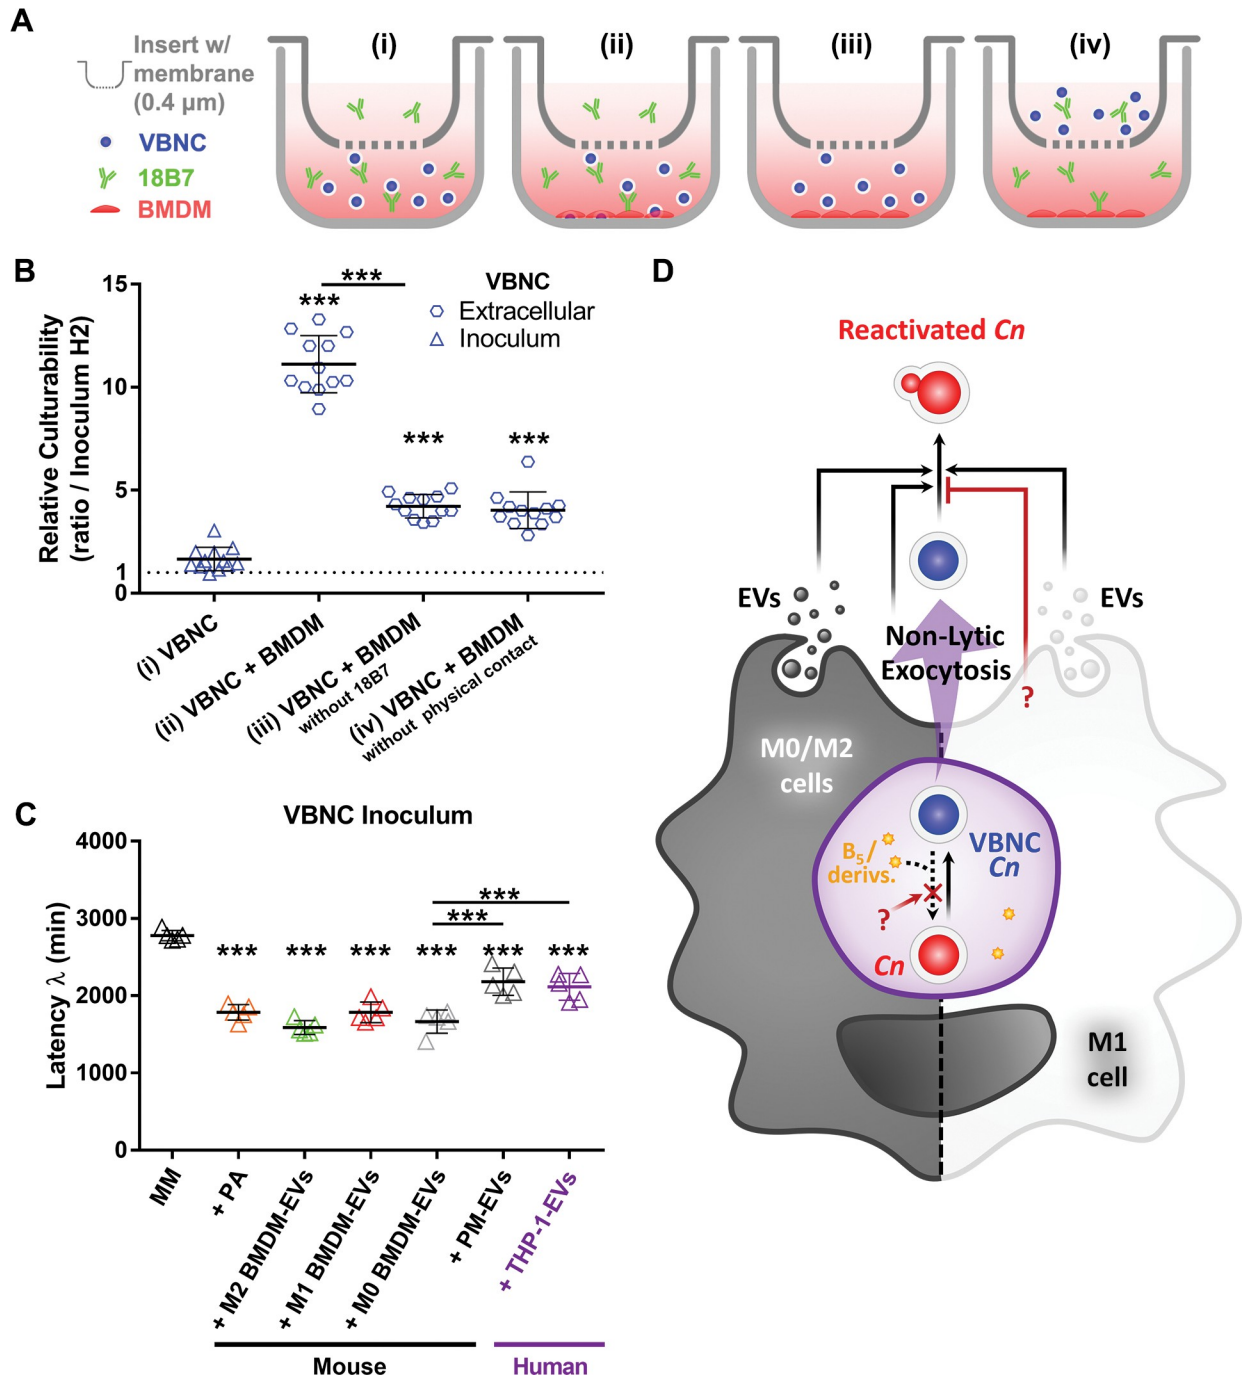 A
Insert w/
membrane
(0.4 µm)
VBNC
18B7
BMDM
(i)
(ii)
(iii)
(iv)
B
Relative Culturability
(ratio / Inoculum H2)
15
10
5
1
0
***
***
***
***
VBNC
Extracellular
Inoculum
(i) VBNC
(ii) VBNC + BMDM
(iii) VBNC + BMDM
without 18B7
(iv) VBNC + BMDM
without physical contact
C
VBNC Inoculum
Latency λ (min)
4000
3000
2000
1000
0
***
***
***
***
***
***
***
***
MM
+ PA
+ M2 BMDM-EVs
+ M1 BMDM-EVs
+ M0 BMDM-EVs
+ PM-EVs
+ THP-1-EVs
Mouse
Human
D
Reactivated Cn
EVs
EVs
Non-Lytic
Exocytosis
?
M0/M2
cells
B5/
derivs.
VBNC
Cn
?
Cn
M1
cell